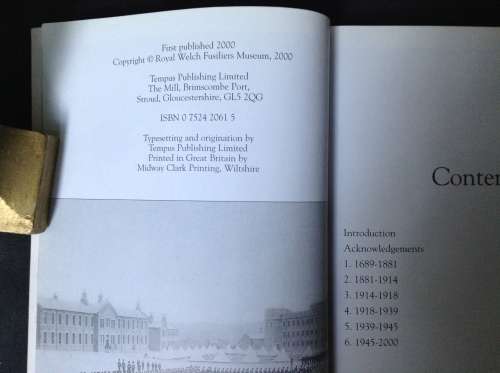 First published 2000
Copyright © Royal Welch Fusiliers Museum, 2000
Tempus Publishing Limited
The Mill, Brimscombe Port,
Stroud, Gloucestershire, GL5 2QG
ISBN 0 7524 2061 5
Typesetting and origination by
Tempus Publishing Limited
Printed in Great Britain by
Midway Clark Printing, Wiltshire
Conter
Introduction
Acknowledgements
1. 1689-1881
2. 1881-1914
3. 1914-1918
4. 1918-1939
5. 1939-1945
6. 1945-2000